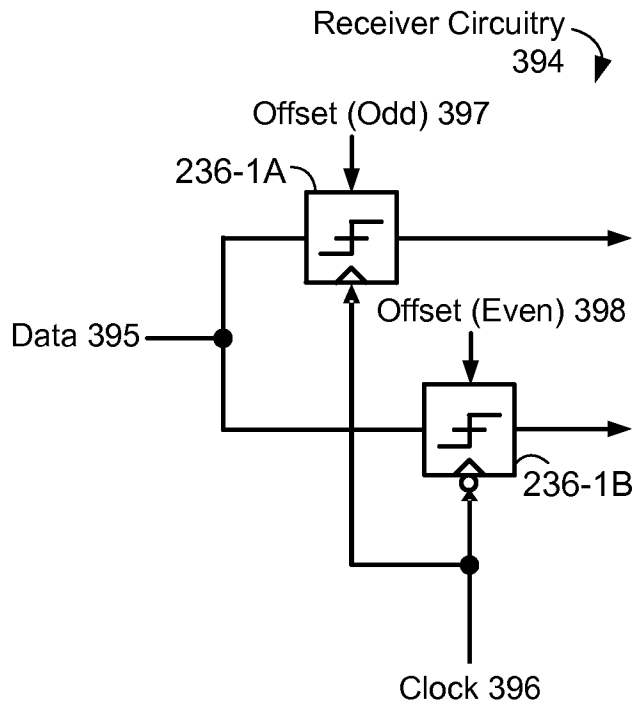 Receiver Circuitry
394
Offset (Odd) 397
236-1A
Offset (Even) 398
Data 395
236-1B
Clock 396